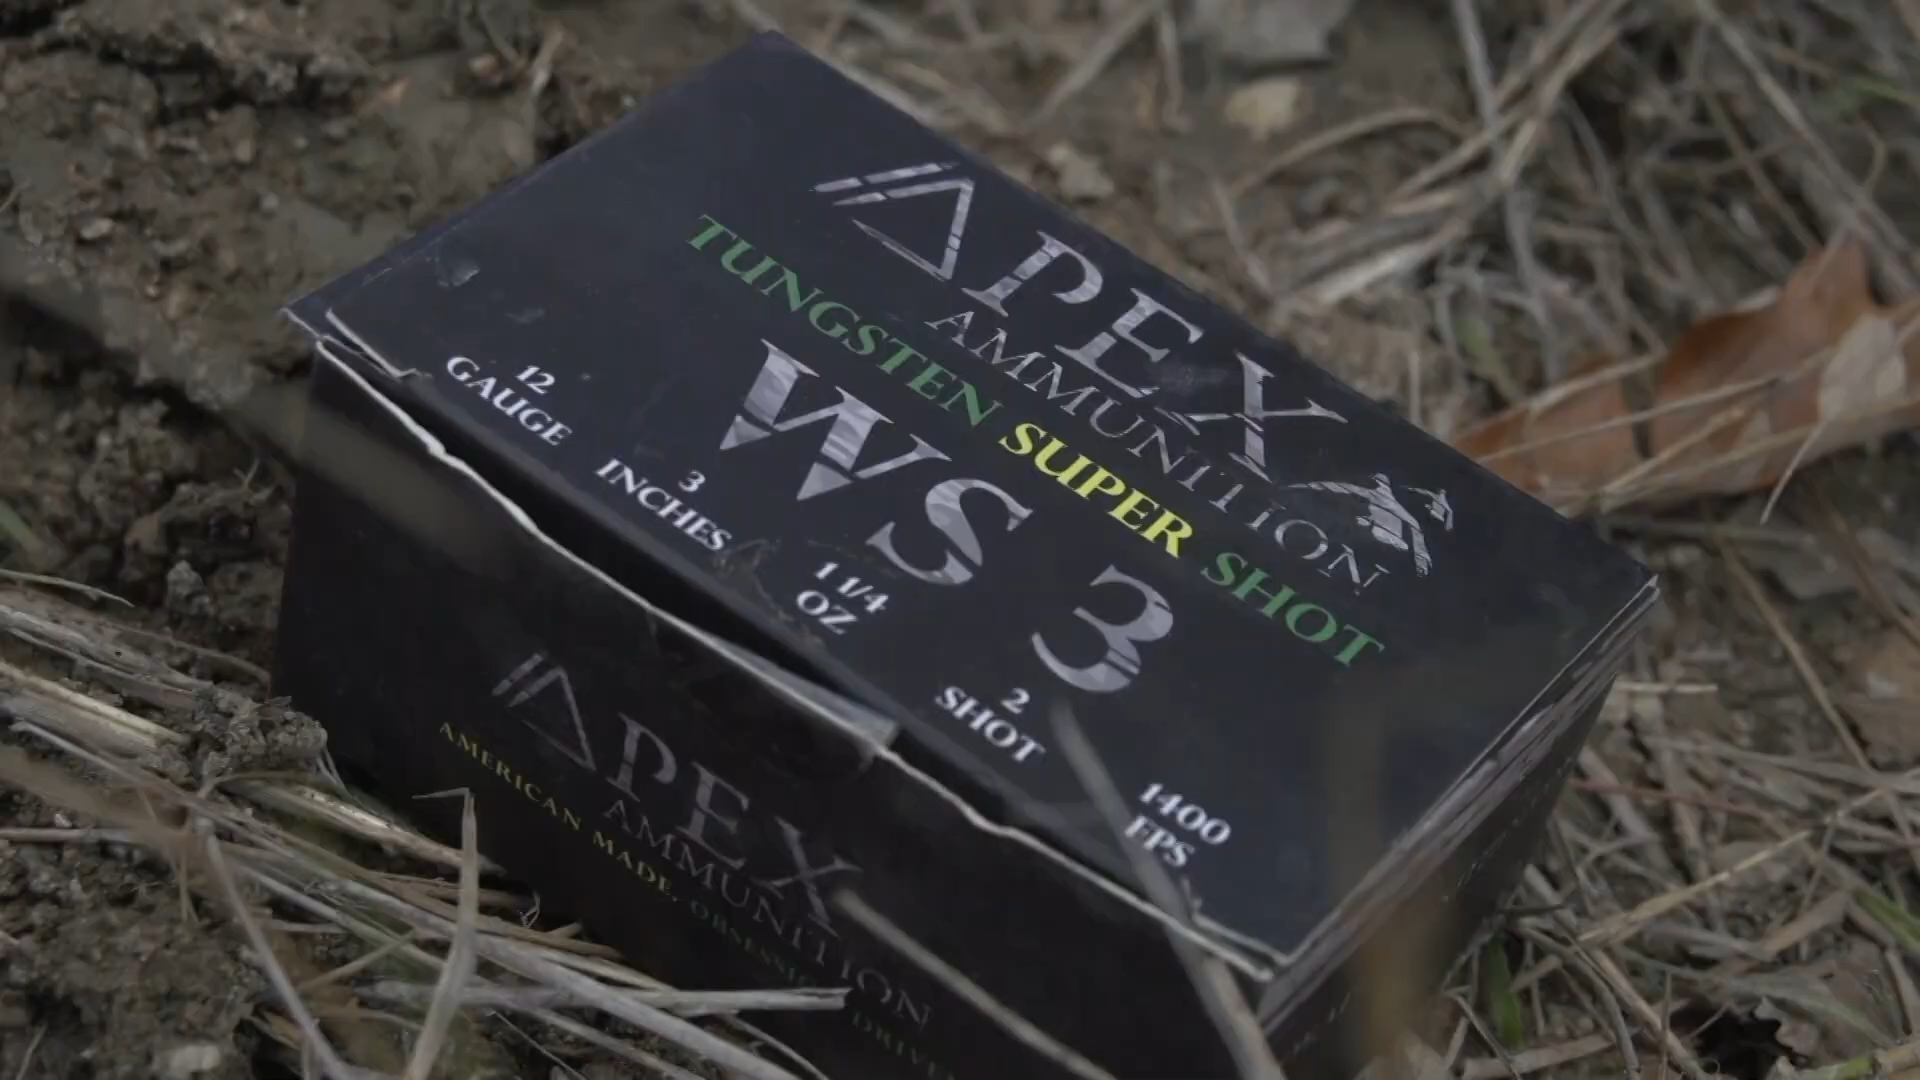 APEX
AMMUNITION
TUNGSTEN SUPER SHOT
WS 3
12
GAUGE
3
INCHES
1 1/4
OZ
2
SHOT
1400
FPS
APEX
AMMUNITION
AMERICAN MADE,